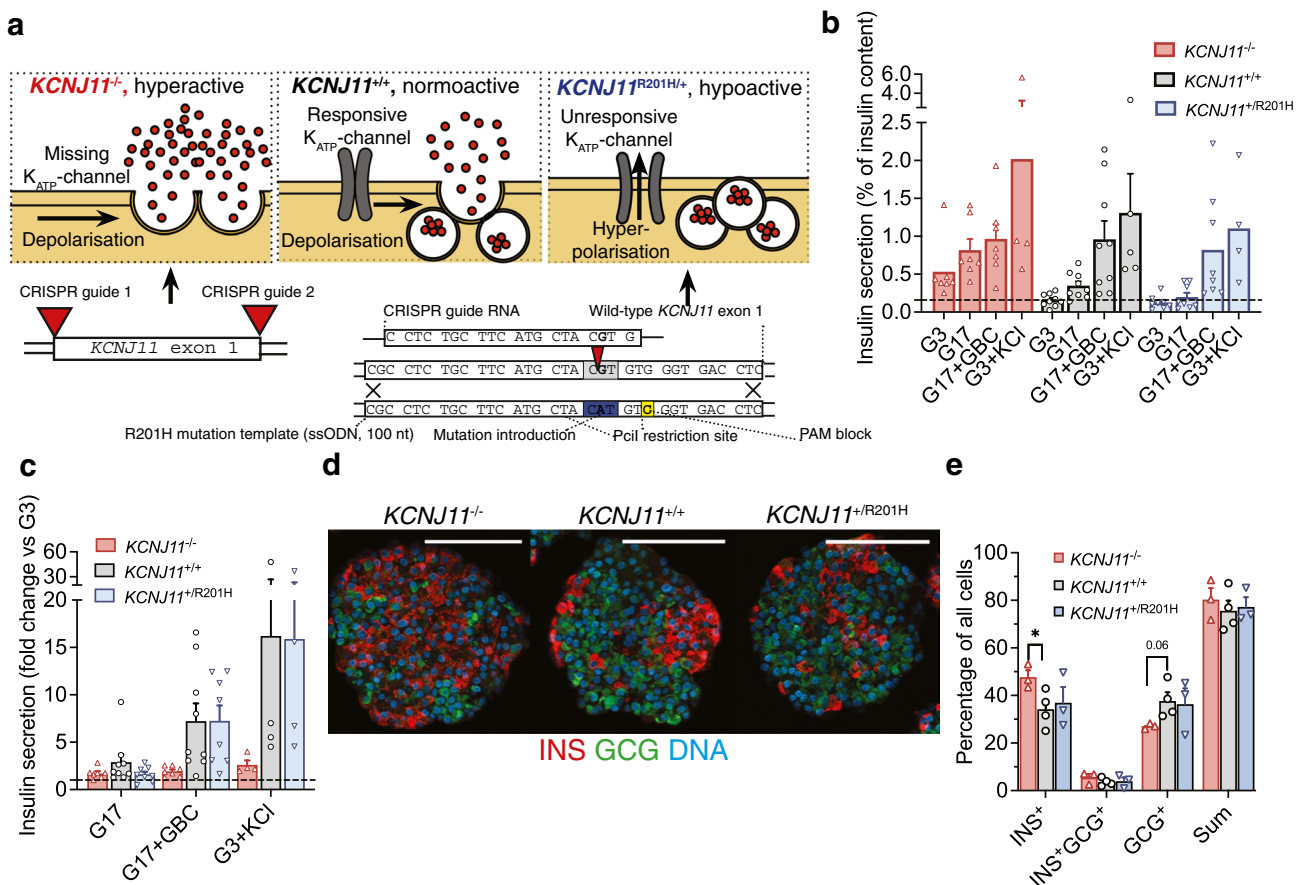 a
KCNJ11-/-, hyperactive
Missing
KATP-channel
Depolarisation
KCNJ11+/+, normoactive
Responsive
KATP-channel
Depolarisation
KCNJ11R201H/+, hypoactive
Unresponsive
KATP-channel
Hyper-
polarisation
CRISPR guide 1
CRISPR guide 2
KCNJ11 exon 1
CRISPR guide RNA
Wild-type KCNJ11 exon 1
C CTC TGC TTC ATG CTA CGT G
CGC CTC TGC TTC ATG CTA CGT GTG GGT GAC CTC
CGC CTC TGC TTC ATG CTA CAT GTG GGT GAC CTC
R201H mutation template (ssODN, 100 nt)
Mutation introduction
PciI restriction site
PAM block
b
Insulin secretion (% of insulin content)
6.0
4.0
2.5
2.0
1.5
1.0
0.5
0.0
KCNJ11-/-
KCNJ11+/+
KCNJ11+/R201H
G3
G17
G17+GBC
G3+KCl
G3
G17
G17+GBC
G3+KCl
G3
G17
G17+GBC
G3+KCl
c
Insulin secretion (fold change vs G3)
60
30
20
15
10
5
0
KCNJ11-/-
KCNJ11+/+
KCNJ11+/R201H
G17
G17+GBC
G3+KCl
d
KCNJ11-/-
KCNJ11+/+
KCNJ11+/R201H
INS GCG DNA
e
Percentage of all cells
100
80
60
40
20
0
KCNJ11-/-
KCNJ11+/+
KCNJ11+/R201H
*
0.06
INS+
INS+GCG+
GCG+
Sum